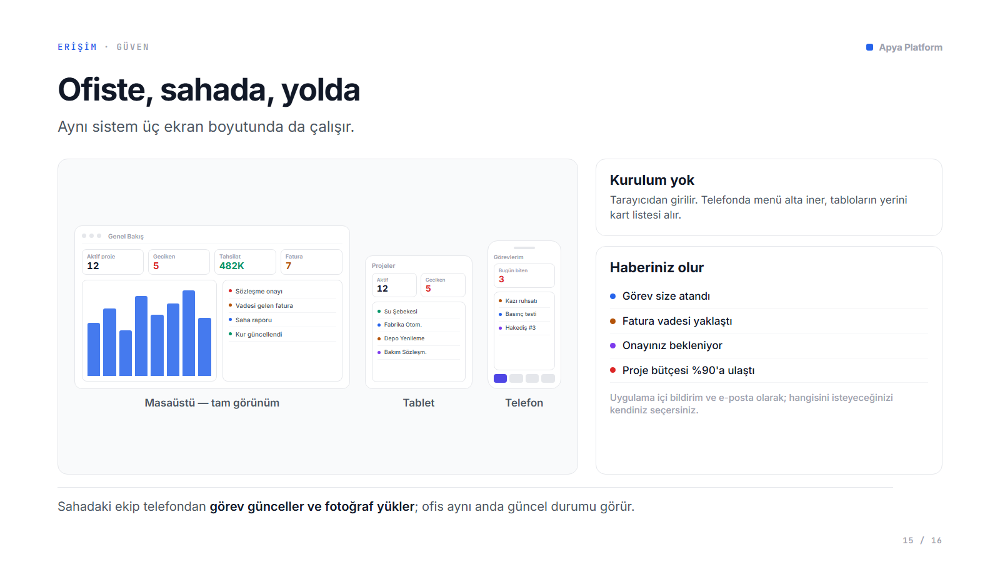 ERİŞİM · GÜVEN
Apya Platform
Ofiste, sahada, yolda
Aynı sistem üç ekran boyutunda da çalışır.
Genel Bakış
Aktif proje
12
Geciken
5
Tahsilat
482K
Fatura
7
Sözleşme onayı
Vadesi gelen fatura
Saha raporu
Kur güncellendi
Masaüstü — tam görünüm
Projeler
Aktif
12
Geciken
5
Su Şebekesi
Fabrika Otom.
Depo Yenileme
Bakım Sözleşm.
Tablet
Görevlerim
Bugün biten
3
Kazı ruhsatı
Basınç testi
Hakediş #3
Telefon
Kurulum yok
Tarayıcıdan girilir. Telefonda menü alta iner, tabloların yerini
kart listesi alır.
Haberiniz olur
Görev size atandı
Fatura vadesi yaklaştı
Onayınız bekleniyor
Proje bütçesi %90'a ulaştı
Uygulama içi bildirim ve e-posta olarak; hangisini isteyeceğinizi
kendiniz seçersiniz.
Sahadaki ekip telefondan görev günceller ve fotoğraf yükler; ofis aynı anda güncel durumu görür.
15 / 16